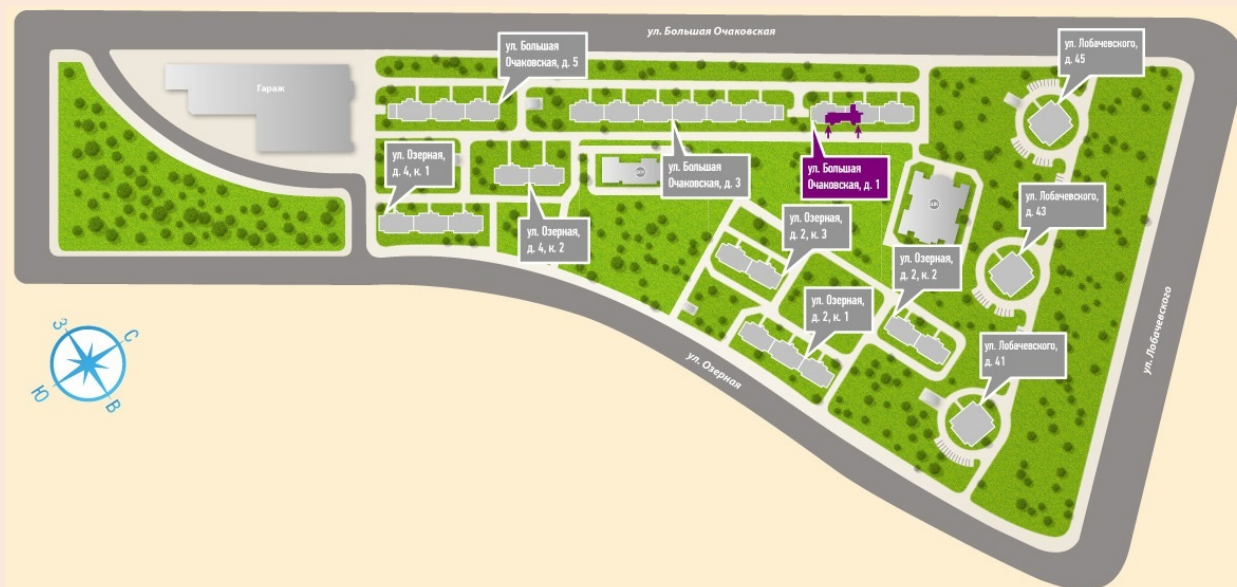 ул. Большая Очаковская
ул. Большая
Очаковская, д. 5
ул. Лобачевского,
д. 45
Гараж
ул. Озерная,
д. 4, к. 1
ул. Большая
Очаковская, д. 3
ул. Большая
Очаковская, д. 1
ул. Озерная,
д. 4, к. 2
ул. Озерная,
д. 2, к. 3
ул. Лобачевского,
д. 43
ул. Озерная,
д. 2, к. 2
ул. Озерная,
д. 2, к. 1
ул. Лобачевского,
д. 41
ул. Озерная
ул. Лобачевского
З
С
Ю
В